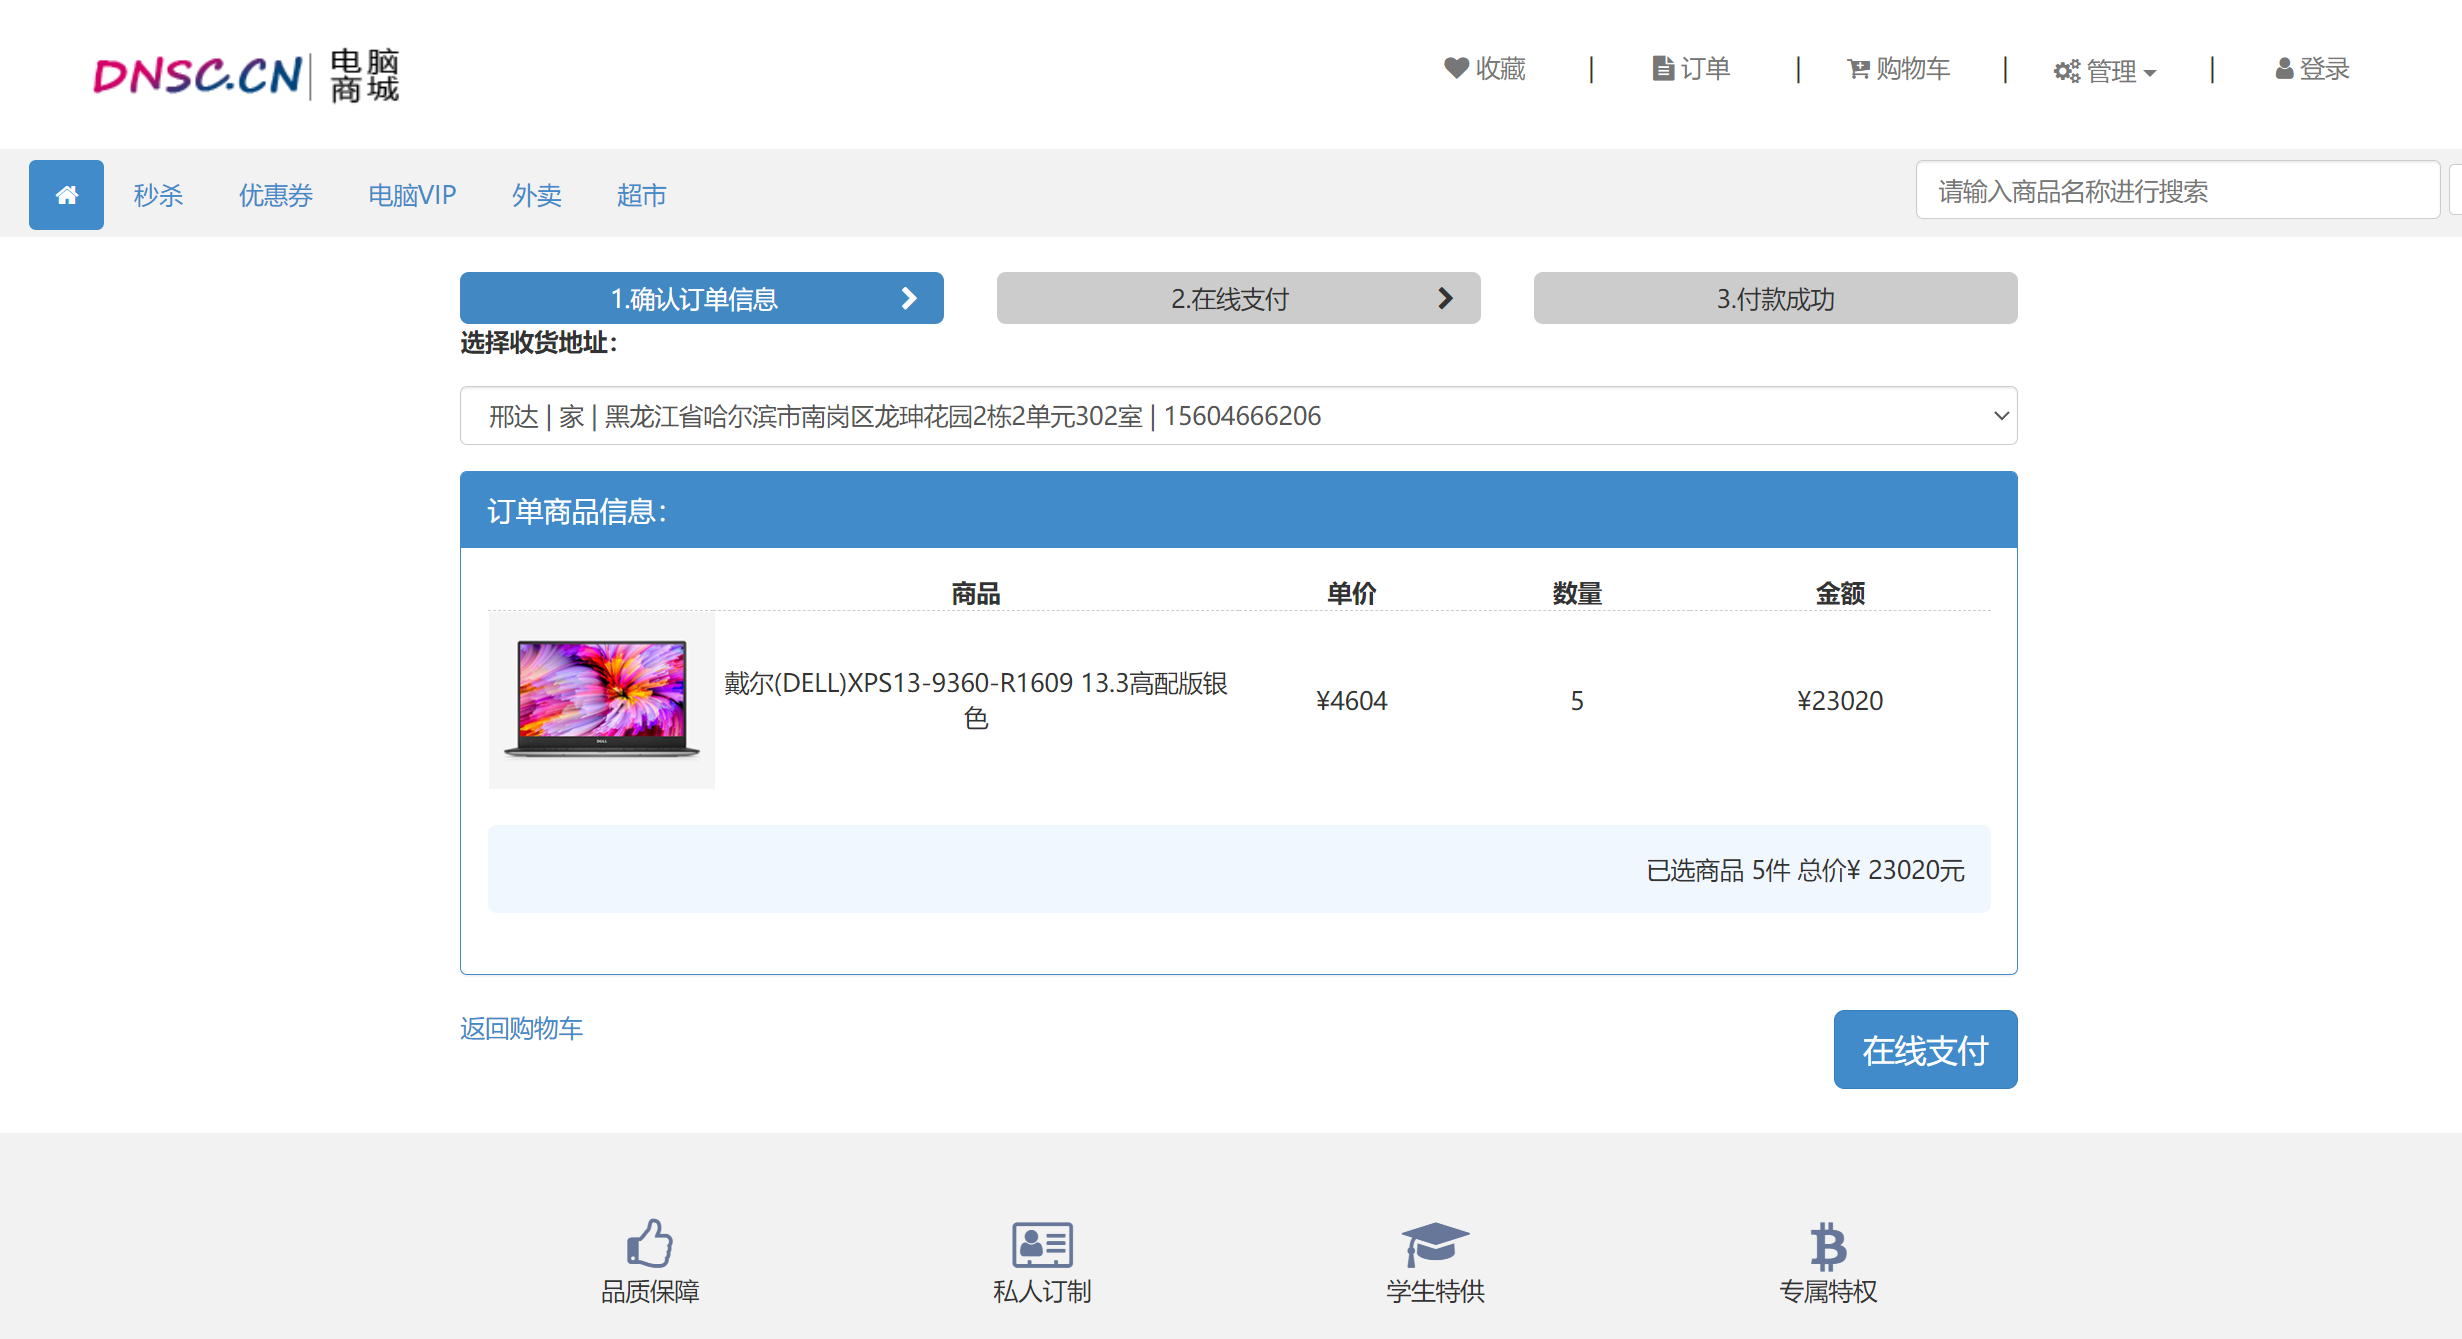 DNSC.CN 电脑商城
收藏 | 订单 | 购物车 | 管理 | 登录
秒杀 优惠券 电脑VIP 外卖 超市 请输入商品名称进行搜索
1.确认订单信息 2.在线支付 3.付款成功
选择收货地址：
邢达 | 家 | 黑龙江省哈尔滨市南岗区龙珅花园2栋2单元302室 | 15604666206
订单商品信息：
商品 单价 数量 金额
戴尔(DELL)XPS13-9360-R1609 13.3高配版银
色
¥4604 5 ¥23020
已选商品 5件 总价¥ 23020元
返回购物车 在线支付
品质保障 私人订制 学生特供 专属特权